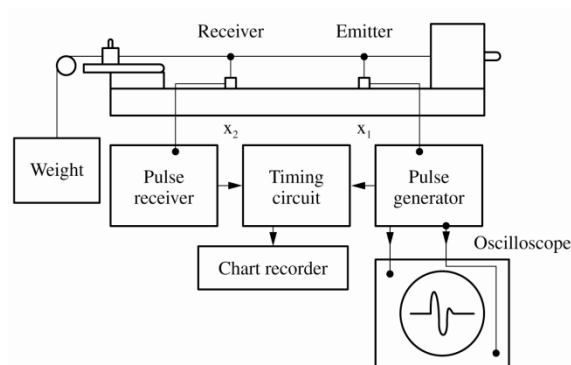 Receiver
Emitter
x₂
x₁
Weight
Pulse
receiver
Timing
circuit
Pulse
generator
Oscilloscope
Chart recorder